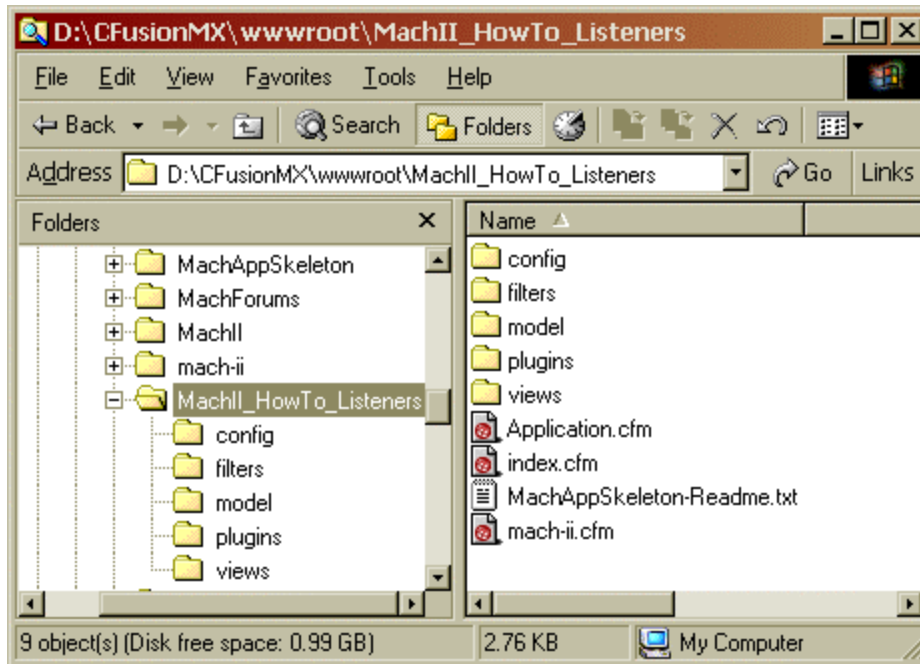 D:\CFusionMX\wwwroot\MachII_HowTo_Listeners
File Edit View Favorites Tools Help
Back Search Folders
Address D:\CFusionMX\wwwroot\MachII_HowTo_Listeners Go Links
Folders
MachAppSkeleton
MachForums
MachII
mach-ii
MachII_HowTo_Listeners
config
filters
model
plugins
views
Name
config
filters
model
plugins
views
Application.cfm
index.cfm
MachAppSkeleton-Readme.txt
mach-ii.cfm
9 object(s) (Disk free space: 0.99 GB) 2.76 KB My Computer